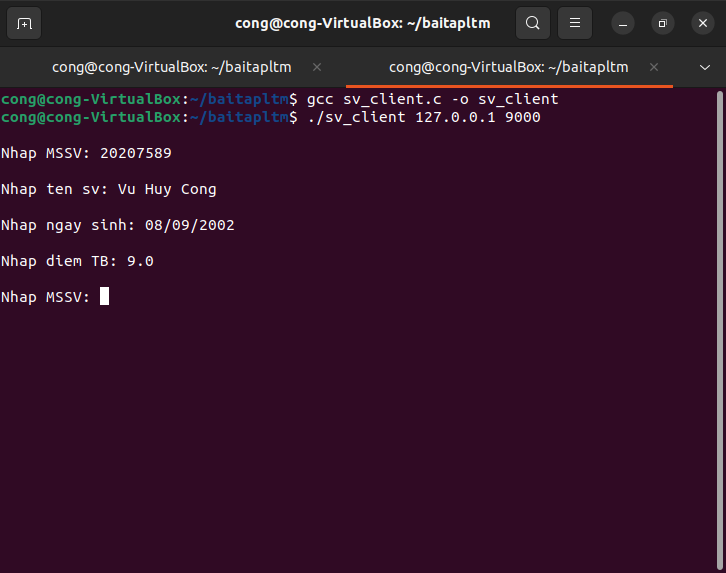 cong@cong-VirtualBox: ~/baitapltm
cong@cong-VirtualBox: ~/baitapltm × cong@cong-VirtualBox: ~/baitapltm ×
cong@cong-VirtualBox:~/baitapltm$ gcc sv_client.c -o sv_client
cong@cong-VirtualBox:~/baitapltm$ ./sv_client 127.0.0.1 9000
Nhap MSSV: 20207589
Nhap ten sv: Vu Huy Cong
Nhap ngay sinh: 08/09/2002
Nhap diem TB: 9.0
Nhap MSSV: